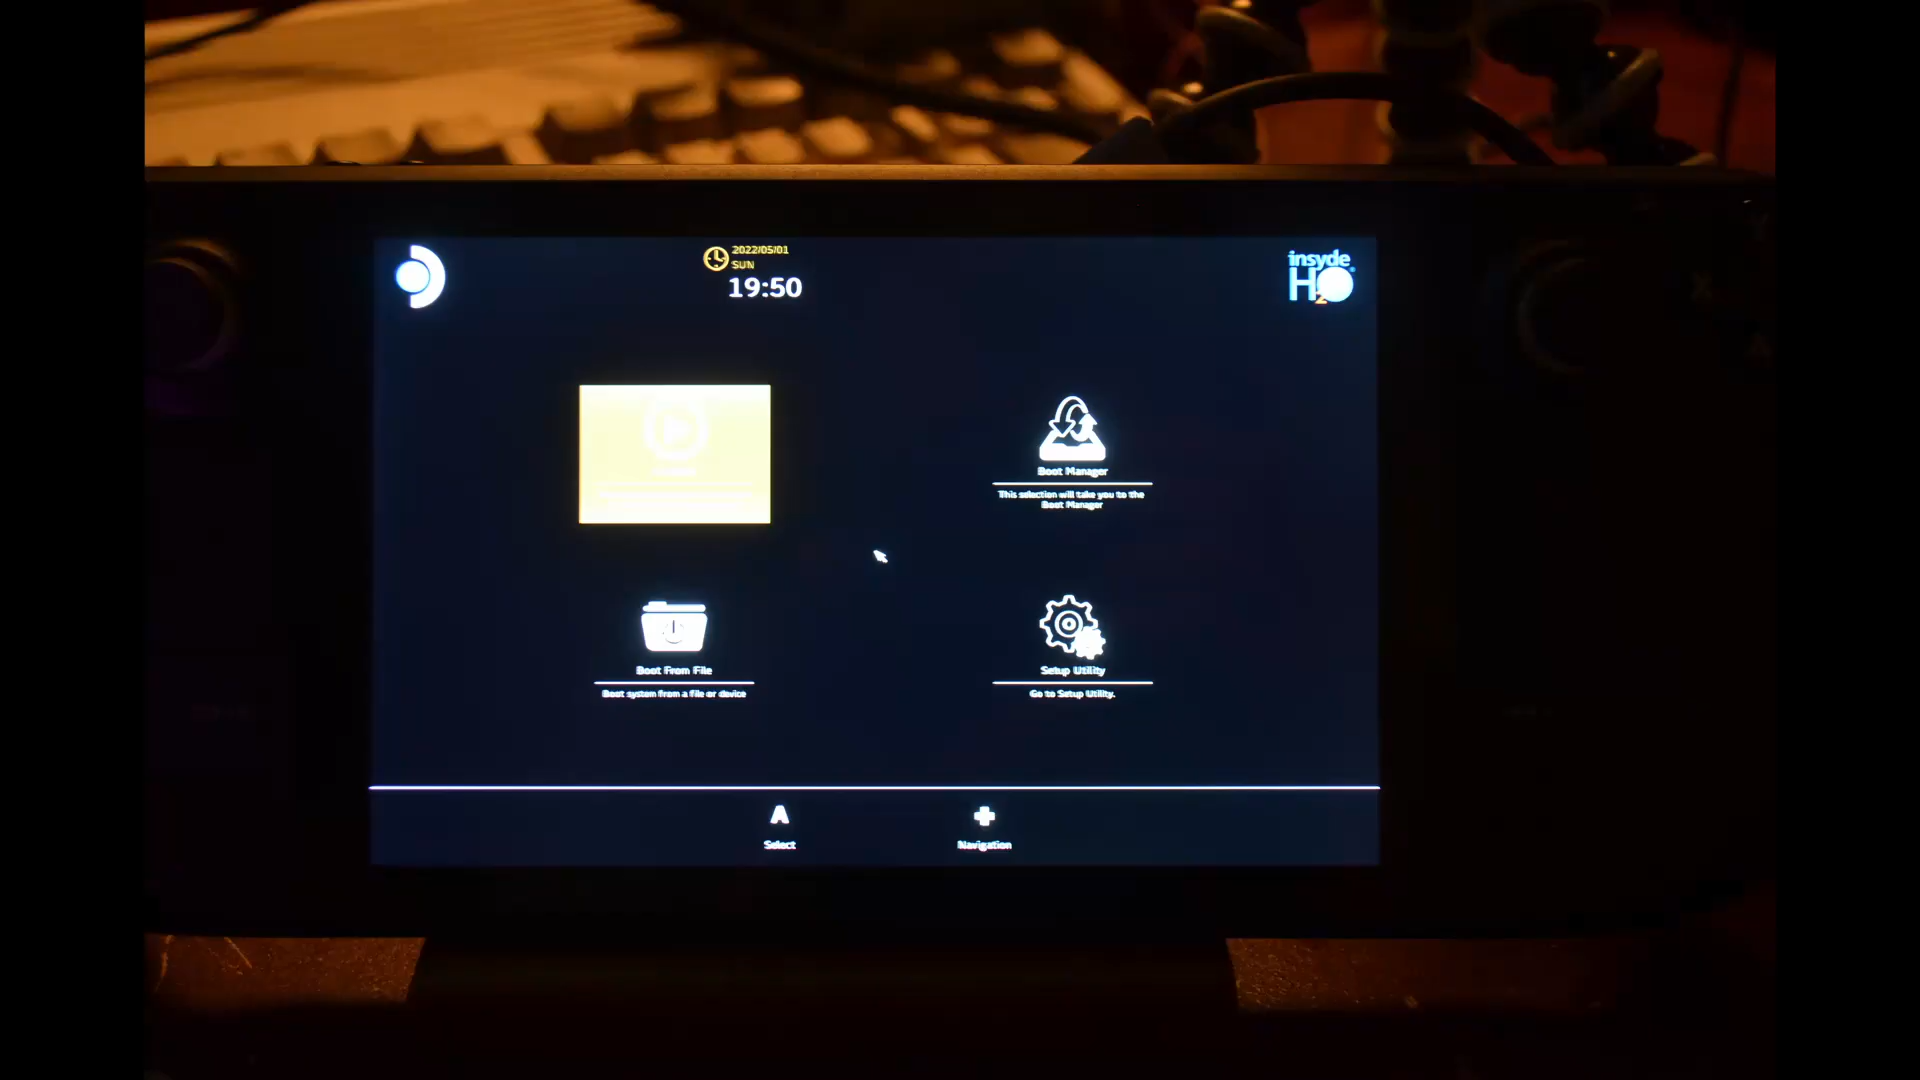 2022/05/01
SUN
19:50
insyde
H2O
Boot Manager
This selection will take you to the
Boot Manager
Boot From File
Boot system from a file or device
Setup Utility
Go to Setup Utility.
A
Select
Navigation